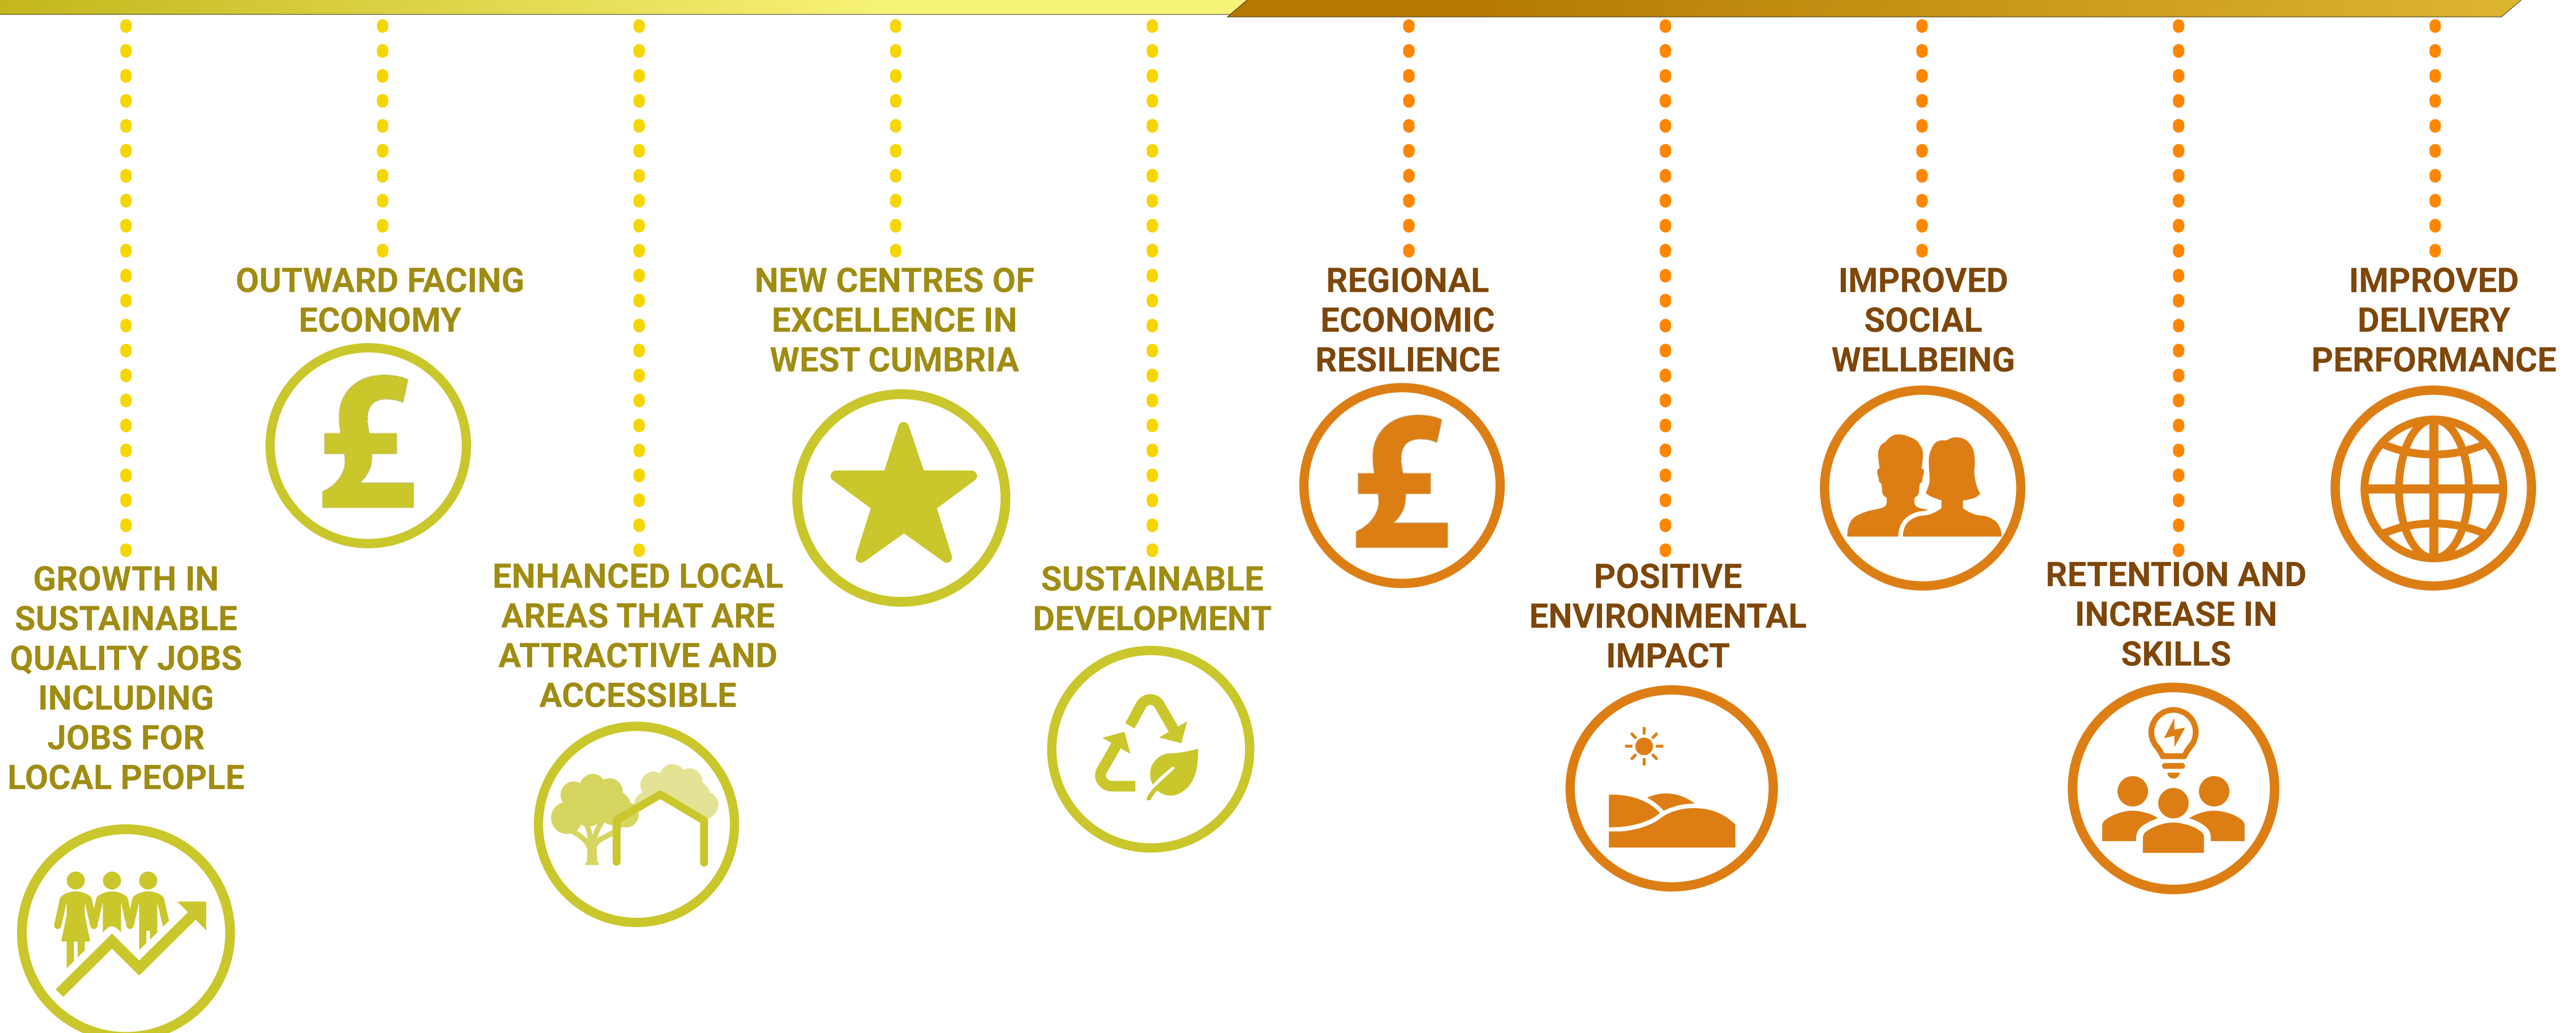 GROWTH IN
SUSTAINABLE
QUALITY JOBS
INCLUDING
JOBS FOR
LOCAL PEOPLE
OUTWARD FACING
ECONOMY
£
ENHANCED LOCAL
AREAS THAT ARE
ATTRACTIVE AND
ACCESSIBLE
NEW CENTRES OF
EXCELLENCE IN
WEST CUMBRIA
SUSTAINABLE
DEVELOPMENT
REGIONAL
ECONOMIC
RESILIENCE
£
POSITIVE
ENVIRONMENTAL
IMPACT
IMPROVED
SOCIAL
WELLBEING
RETENTION AND
INCREASE IN
SKILLS
IMPROVED
DELIVERY
PERFORMANCE